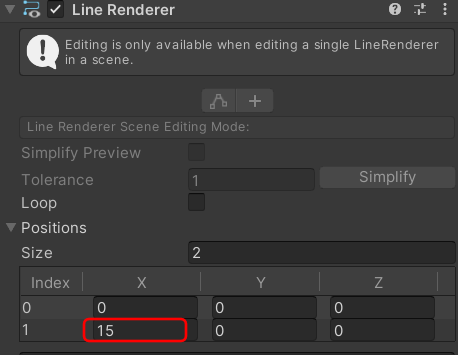 Line Renderer
Editing is only available when editing a single LineRenderer
in a scene.
Line Renderer Scene Editing Mode:
Simplify Preview
Tolerance 1 Simplify
Loop
Positions
Size 2
Index X Y Z
0 0 0 0
1 15 0 0